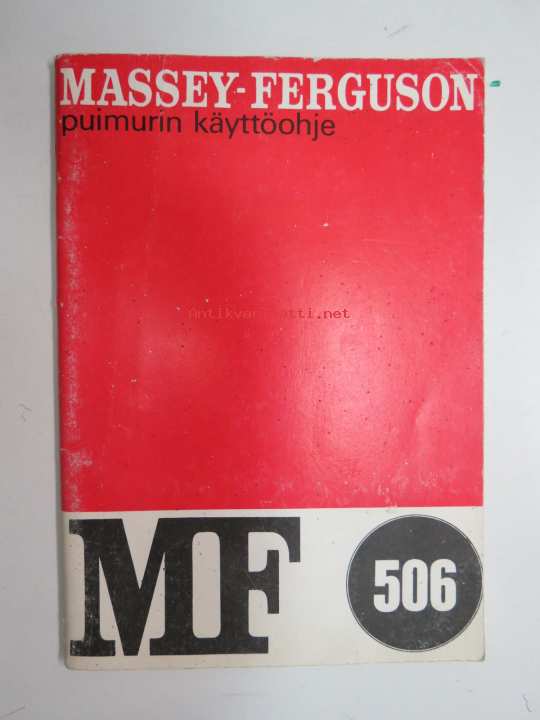 MASSEY-FERGUSON
puimurin käyttöohje
MF
506